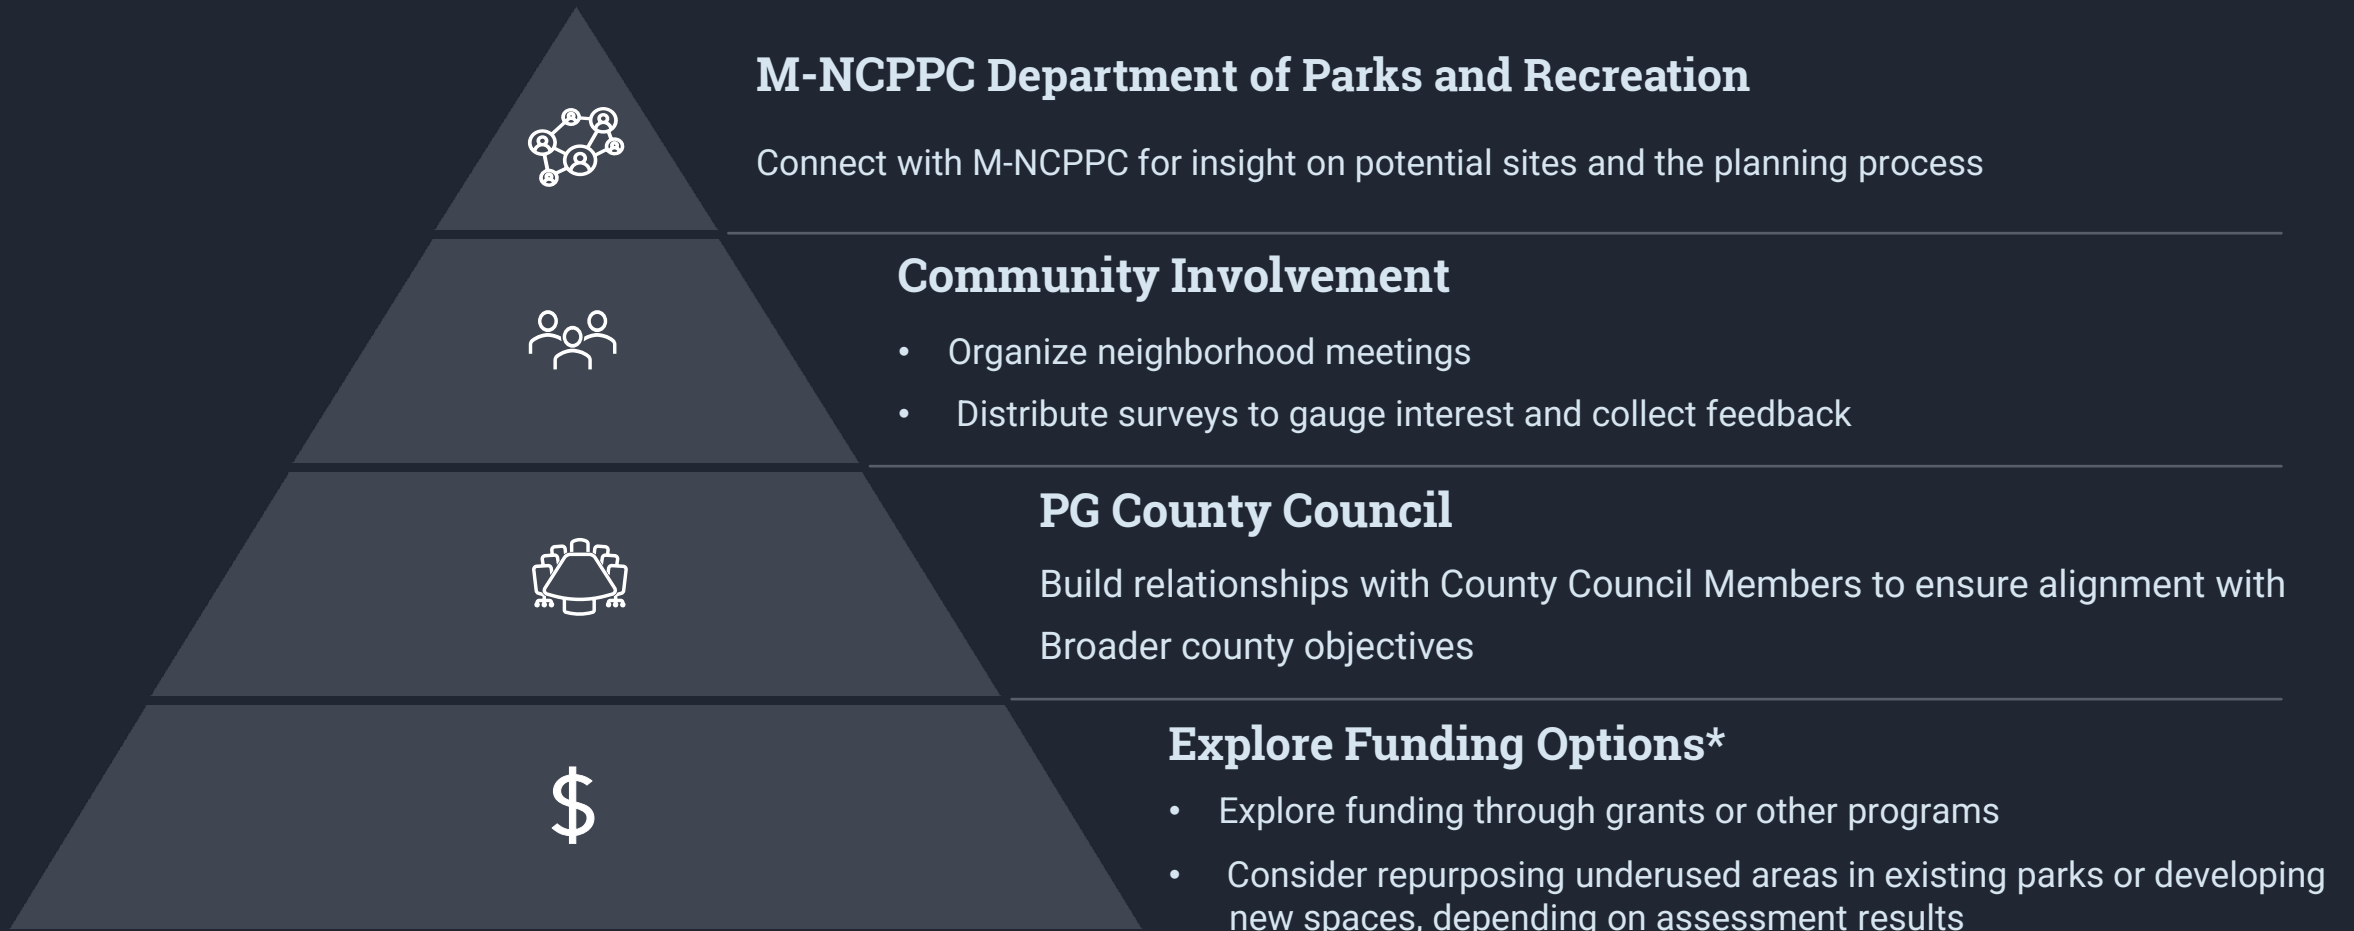 M-NCPPC Department of Parks and Recreation
Connect with M-NCPPC for insight on potential sites and the planning process
Community Involvement
• Organize neighborhood meetings
• Distribute surveys to gauge interest and collect feedback
PG County Council
Build relationships with County Council Members to ensure alignment with
Broader county objectives
$
Explore Funding Options*
• Explore funding through grants or other programs
• Consider repurposing underused areas in existing parks or developing
new spaces, depending on assessment results